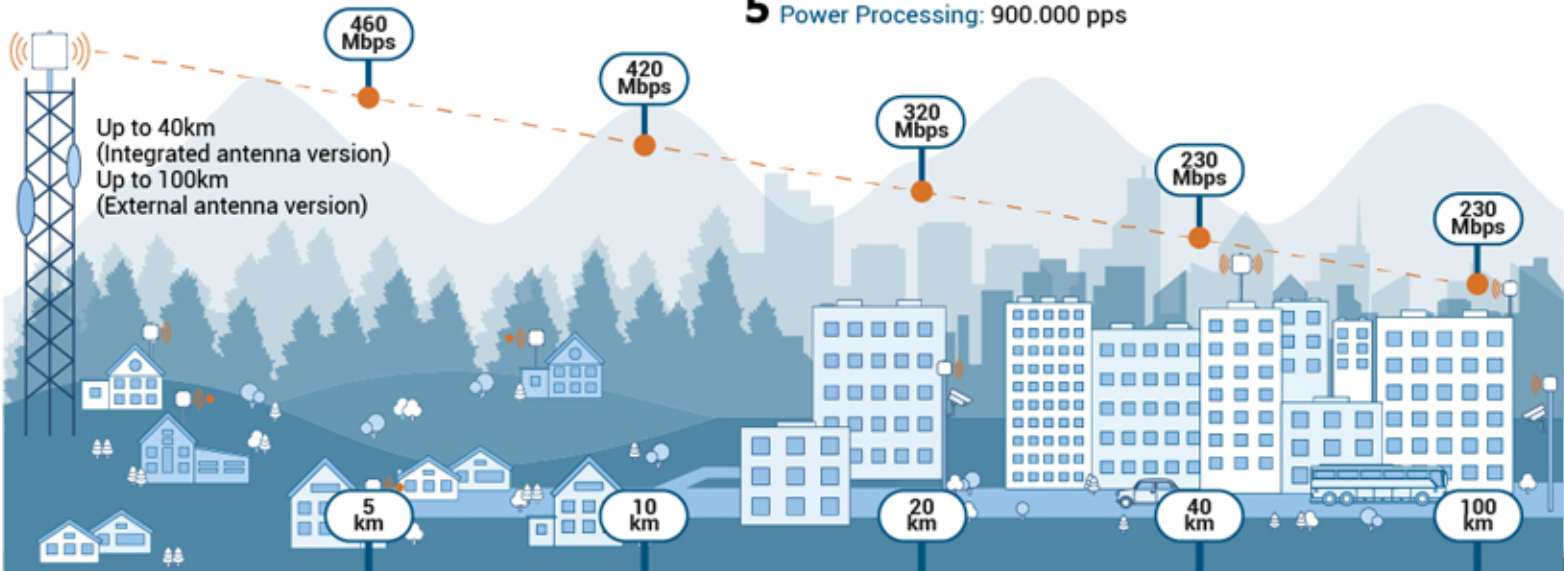 5 Power Processing: 900.000 pps
460
Mbps
420
Mbps
320
Mbps
230
Mbps
230
Mbps
Up to 40km
(Integrated antenna version)
Up to 100km
(External antenna version)
5
km
10
km
20
km
40
km
100
km